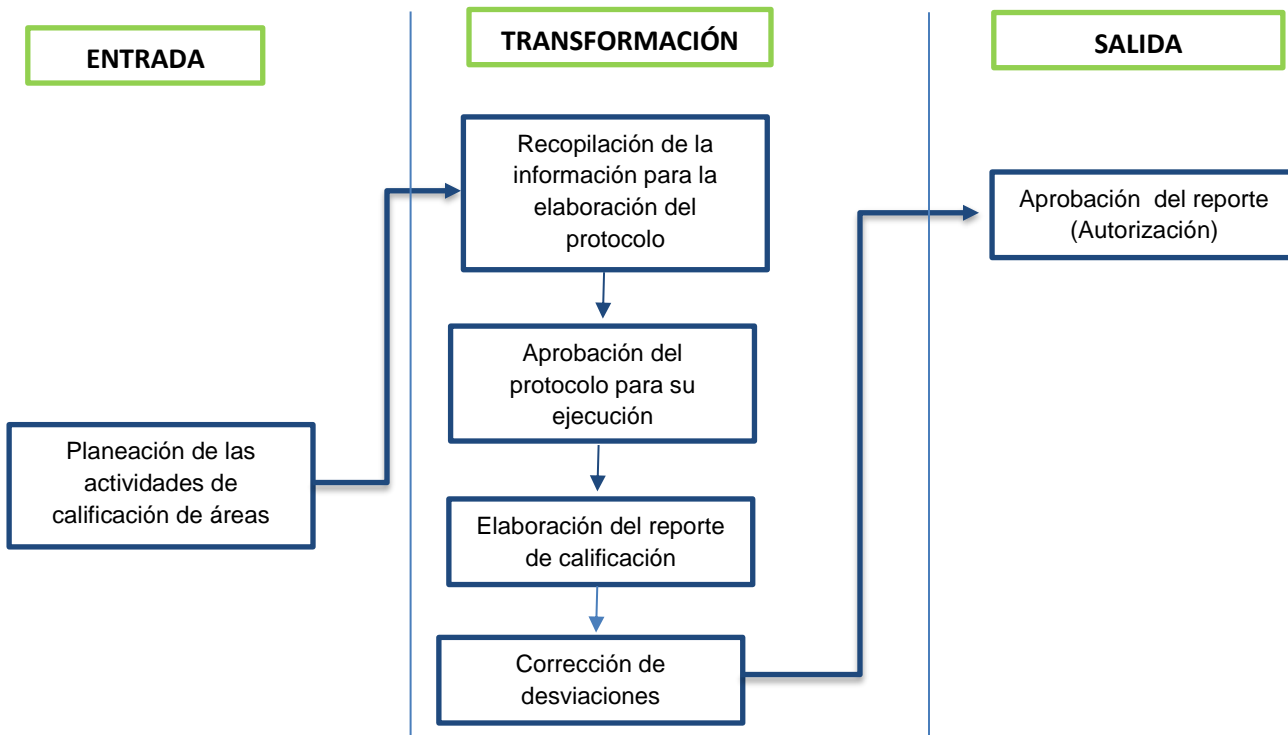 ENTRADA
TRANSFORMACIÓN
SALIDA
Recopilación de la
información para la
elaboración del
protocolo
Aprobación del
protocolo para su
ejecución
Planeación de las
actividades de
calificación de áreas
Elaboración del reporte
de calificación
Corrección de
desviaciones
Aprobación del reporte
(Autorización)